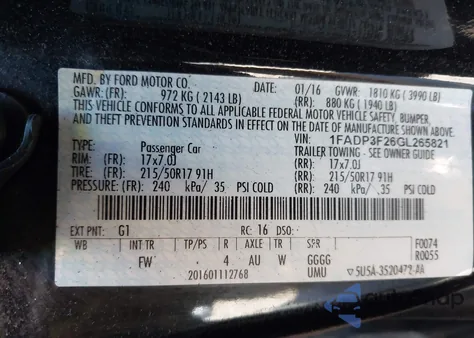 MFD. BY FORD MOTOR CO.
DATE: 01/16 GVWR: 1810 KG ( 3990 LB)
GAWR: (FR): 972 KG ( 2143 LB) (RR): 880 KG ( 1940 LB)
THIS VEHICLE CONFORMS TO ALL APPLICABLE FEDERAL MOTOR VEHICLE SAFETY, BUMPER,
AND THEFT PREVENTION STANDARDS IN EFFECT ON THE DATE OF MANUFACTURE SHOWN ABOVE.
VIN: 1FADP3F26GL265821
TYPE: Passenger Car TRAILER TOWING - SEE OWNER GUIDE
RIM: (FR): 17x7.0J (RR): 17x7.0J
TIRE: (FR): 215/50R17 91H (RR): 215/50R17 91H
PRESSURE: (FR): 240 kPa/ 35 PSI COLD (RR): 240 kPa/ 35 PSI COLD
EXT PNT: G1 RC: 16 DSO:
WB INT TR TP/PS R AXLE TR SPR F0074
FW 4 AU W GGGG R0055
201601112768 UMU 5U5A-3520472-AA